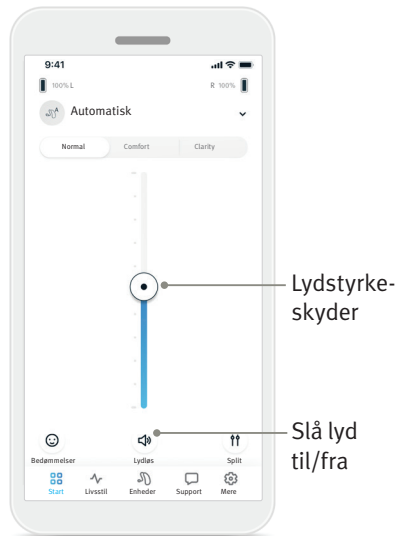 9:41
100% L
R 100%
Automatisk
Normal Comfort Clarity
Lydstyrke-
skyder
Slå lyd
til/fra
Bedømmelser Lydløs Split
Start Livsstil Enheder Support Mere